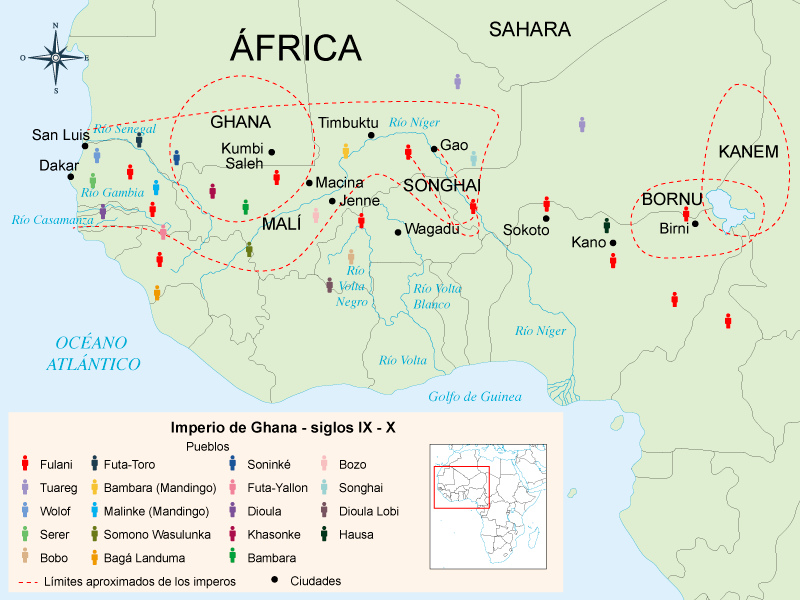 SAHARA
ÁFRICA
N
O
E
S
GHANA
Timbuktu
Río Níger
Río Senegal
San Luis
Kumbi
Saleh
Gao
KANEM
Dakar
Macina
SONGHAI
Río Gambia
Jenne
BORNU
Río Casamanza
MALÍ
Wagadu
Sokoto
Birni
Kano
Río
Volta
Negro
Río Volta
Blanco
Río Níger
OCÉANO
ATLÁNTICO
Río Volta
Golfo de Guinea
Imperio de Ghana - siglos IX - X
Pueblos
Fulani
Futa-Toro
Soninké
Bozo
Tuareg
Bambara (Mandingo)
Futa-Yallon
Songhai
Wolof
Malinke (Mandingo)
Dioula
Dioula Lobi
Serer
Somono Wasulunka
Khasonke
Hausa
Bobo
Bagá Landuma
Bambara
Límites aproximados de los imperos
Ciudades